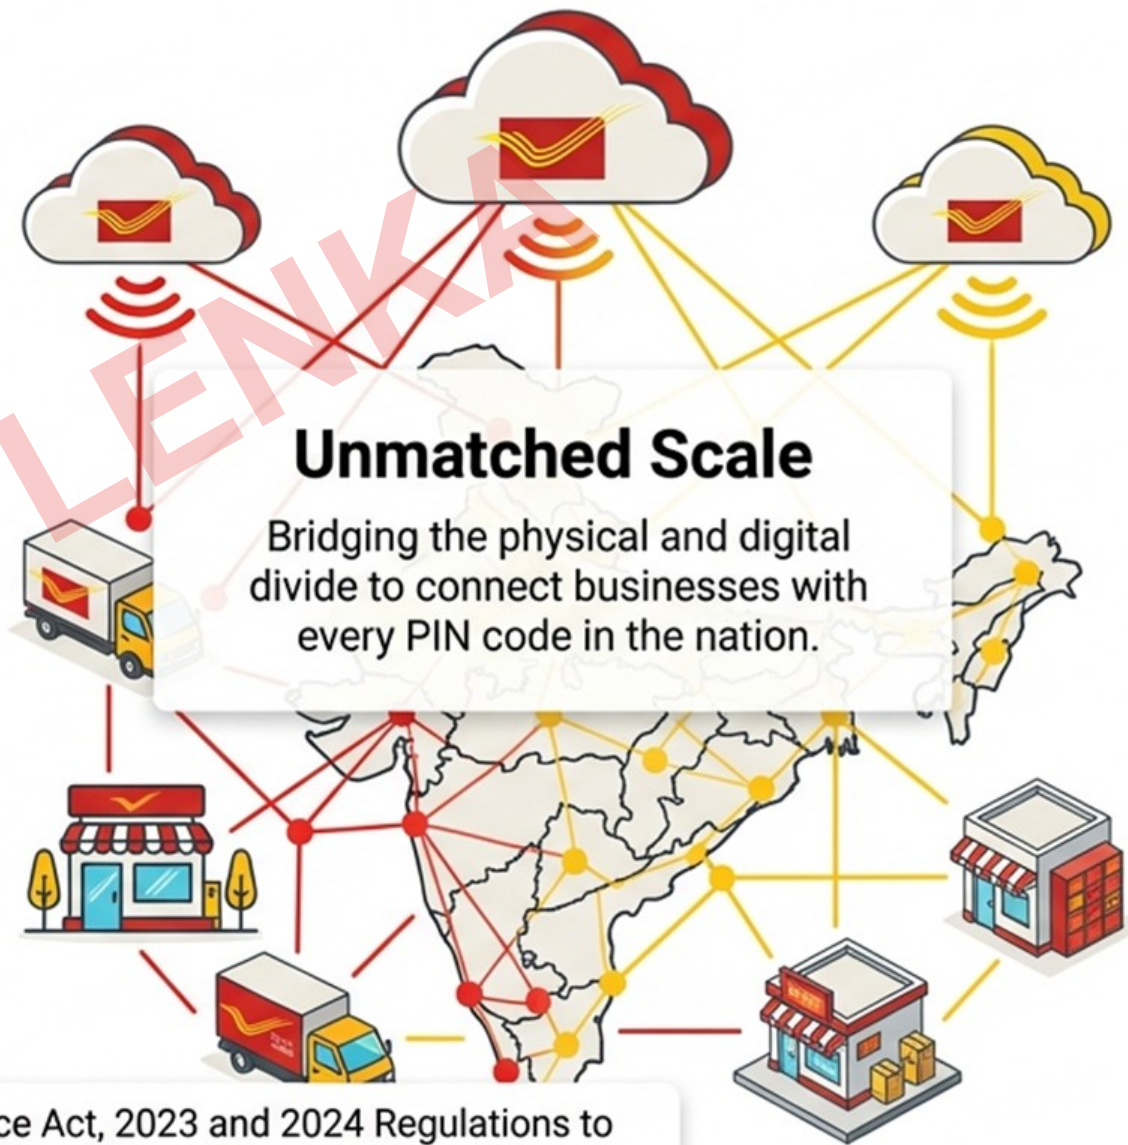 LENKA
Unmatched Scale
Bridging the physical and digital
divide to connect businesses with
every PIN code in the nation.
ce Act, 2023 and 2024 Regulations to